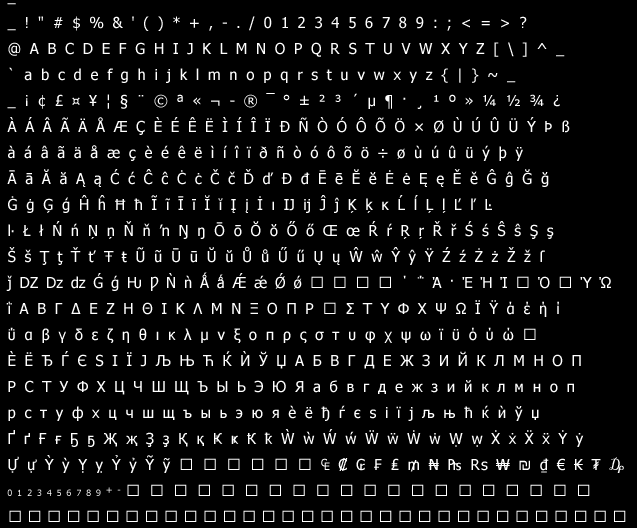 _
_ ! " # $ % & ' ( ) * + , - . / 0 1 2 3 4 5 6 7 8 9 : ; < = > ?
@ A B C D E F G H I J K L M N O P Q R S T U V W X Y Z [ \ ] ^ _
` a b c d e f g h i j k l m n o p q r s t u v w x y z { | } ~ _
_ ¡ ¢ £ ¤ ¥ ¦ § ¨ © ª « ¬ - ® ¯ ° ± ² ³ ´ µ ¶ · ¸ ¹ º » ¼ ½ ¾ ¿
À Á Â Ã Ä Å Æ Ç È É Ê Ë Ì Í Î Ï Ð Ñ Ò Ó Ô Õ Ö × Ø Ù Ú Û Ü Ý Þ ß
à á â ã ä å æ ç è é ê ë ì í î ï ð ñ ò ó ô õ ö ÷ ø ù ú û ü ý þ ÿ
Ā ā Ă ă Ą ą Ć ć Ĉ ĉ Ċ ċ Č č Ď ď Đ đ Ē ē Ĕ ĕ Ė ė Ę ę Ě ě Ĝ ĝ Ğ ğ
Ġ ġ Ģ ģ Ĥ ĥ Ħ ħ Ĩ ĩ Ī ī Ĭ ĭ Į į İ ı Ĳ ĳ Ĵ ĵ Ķ ķ ĸ Ĺ ĺ Ļ ļ Ľ ľ Ŀ
ŀ Ł ł Ń ń Ņ ņ Ň ň ŉ Ŋ ŋ Ō ō Ŏ ŏ Ő ő Œ œ Ŕ ŕ Ŗ ŗ Ř ř Ś ś Ŝ ŝ Ş ş
Š š Ţ ţ Ť ť Ŧ ŧ Ũ ũ Ū ū Ŭ ŭ Ů ů Ű ű Ų ų Ŵ ŵ Ŷ ŷ Ÿ Ź ź Ż ż Ž ž ſ
ǰ Ǳ ǲ ǳ Ǵ ǵ Ƕ Ƿ Ǹ ǹ Ǻ ǻ Ǽ ǽ Ǿ ǿ □ □ □ □ ΄ ΅ Ά · Έ Ή Ί □ Ό □ Ύ Ώ
ΐ Α Β Γ Δ Ε Ζ Η Θ Ι Κ Λ Μ Ν Ξ Ο Π Ρ □ Σ Τ Υ Φ Χ Ψ Ω Ϊ Ϋ ά έ ή ί
ΰ α β γ δ ε ζ η θ ι κ λ μ ν ξ ο π ρ ς σ τ υ φ χ ψ ω ϊ ϋ ό ύ ώ □
Ѐ Ё Ђ Ѓ Є Ѕ І Ї Ј Љ Њ Ћ Ќ Ѝ Ў Џ А Б В Г Д Е Ж З И Й К Л М Н О П
Р С Т У Ф Х Ц Ч Ш Щ Ъ Ы Ь Э Ю Я а б в г д е ж з и й к л м н о п
р с т у ф х ц ч ш щ ъ ы ь э ю я ѐ ё ђ ѓ є ѕ і ї ј љ њ ћ ќ ѝ ў џ
Ґ ґ Ғ ғ Ҕ ҕ Җ җ Ҙ ҙ Қ қ Ҝ ҝ Ҟ ҟ Ẁ ẁ Ẃ ẃ Ẅ ẅ Ẇ ẇ Ẉ ẉ Ẋ ẋ Ẍ ẍ Ẏ ẏ
Ự ự Ỳ ỳ Ỵ ỵ Ỷ ỷ Ỹ ỹ □ □ □ □ □ □ ₠ ₡ ₢ ₣ ₤ ₥ ₦ ₧ ₨ ₩ ₪ ₫ € ₭ ₮ ₯
₀ ₁ ₂ ₃ ₄ ₅ ₆ ₇ ₈ ₉ ⁺ ⁻ □ □ □ □ □ □ □ □ □ □ □ □ □ □ □ □ □ □ □ □
□ □ □ □ □ □ □ □ □ □ □ □ □ □ □ □ □ □ □ □ □ □ □ □ □ □ □ □ □ □ □ □